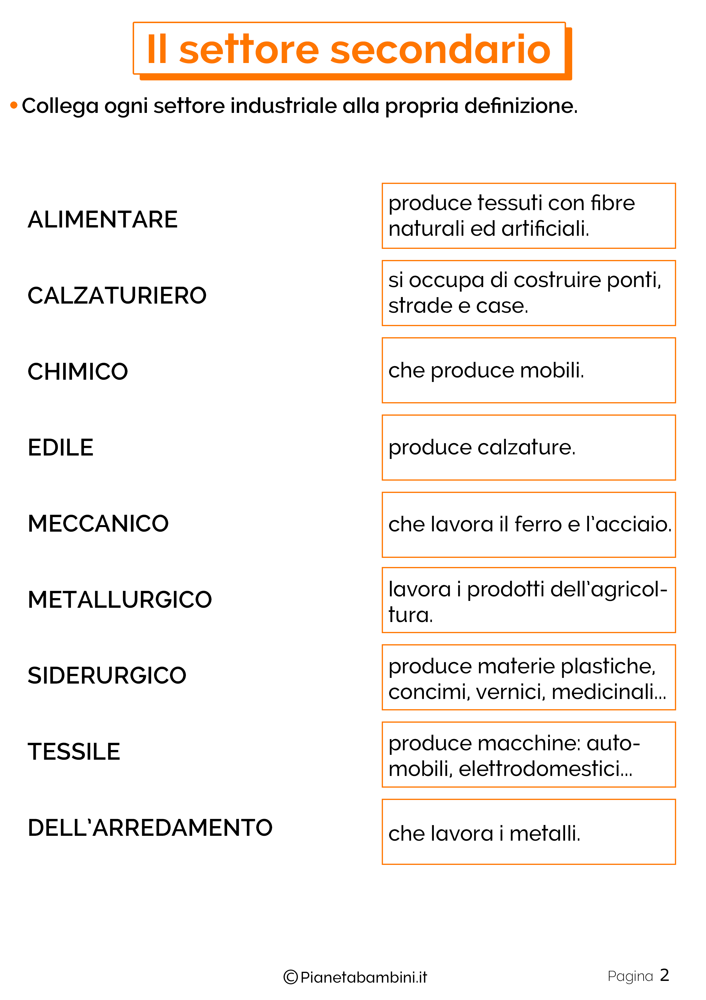 Il settore secondario
• Collega ogni settore industriale alla propria definizione.
ALIMENTARE
produce tessuti con fibre
naturali ed artificiali.
CALZATURIERO
si occupa di costruire ponti,
strade e case.
CHIMICO
che produce mobili.
EDILE
produce calzature.
MECCANICO
che lavora il ferro e l'acciaio.
METALLURGICO
lavora i prodotti dell'agricol-
tura.
SIDERURGICO
produce materie plastiche,
concimi, vernici, medicinali...
TESSILE
produce macchine: auto-
mobili, elettrodomestici...
DELL'ARREDAMENTO
che lavora i metalli.
©Pianetabambini.it
Pagina 2